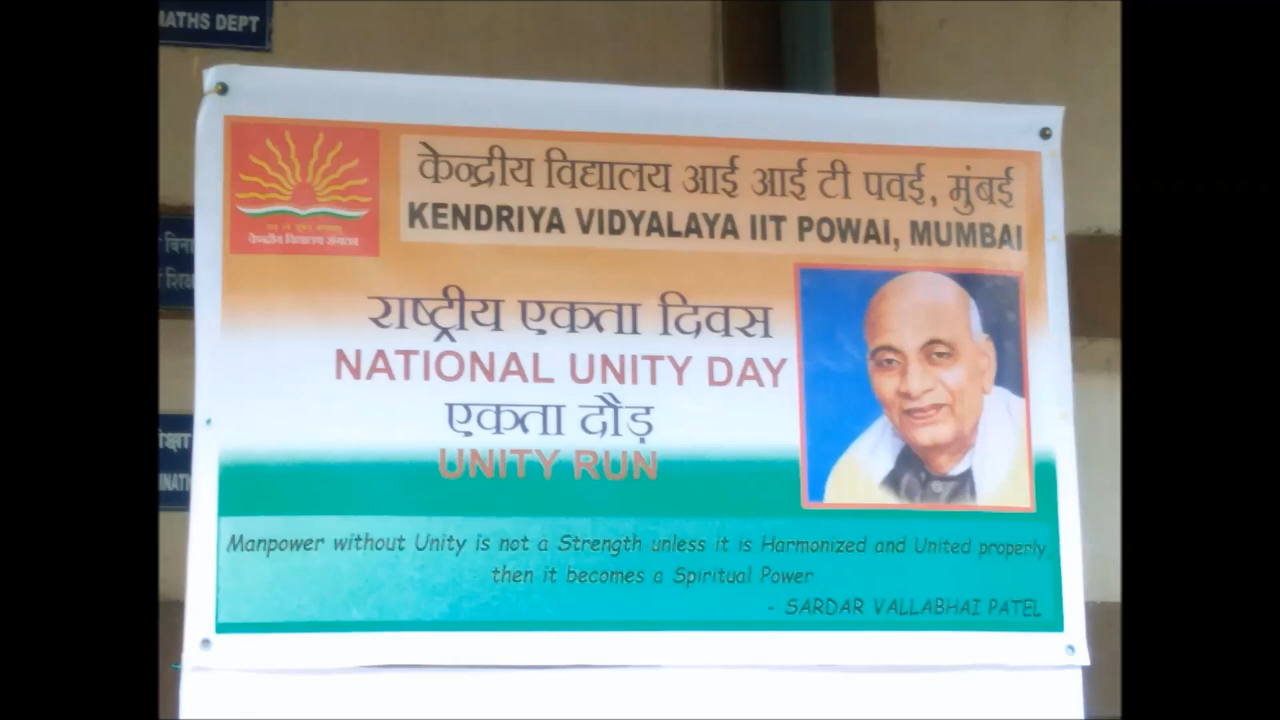 MATHS DEPT
केन्द्रीय विद्यालय आई आई टी पवई, मुंबई
KENDRIYA VIDYALAYA IIT POWAI, MUMBAI
केन्द्रीय विद्यालय संगठन
राष्ट्रीय एकता दिवस
NATIONAL UNITY DAY
एकता दौड़
UNITY RUN
Manpower without Unity is not a Strength unless it is Harmonized and United properly
then it becomes a Spiritual Power
- SARDAR VALLABHAI PATEL